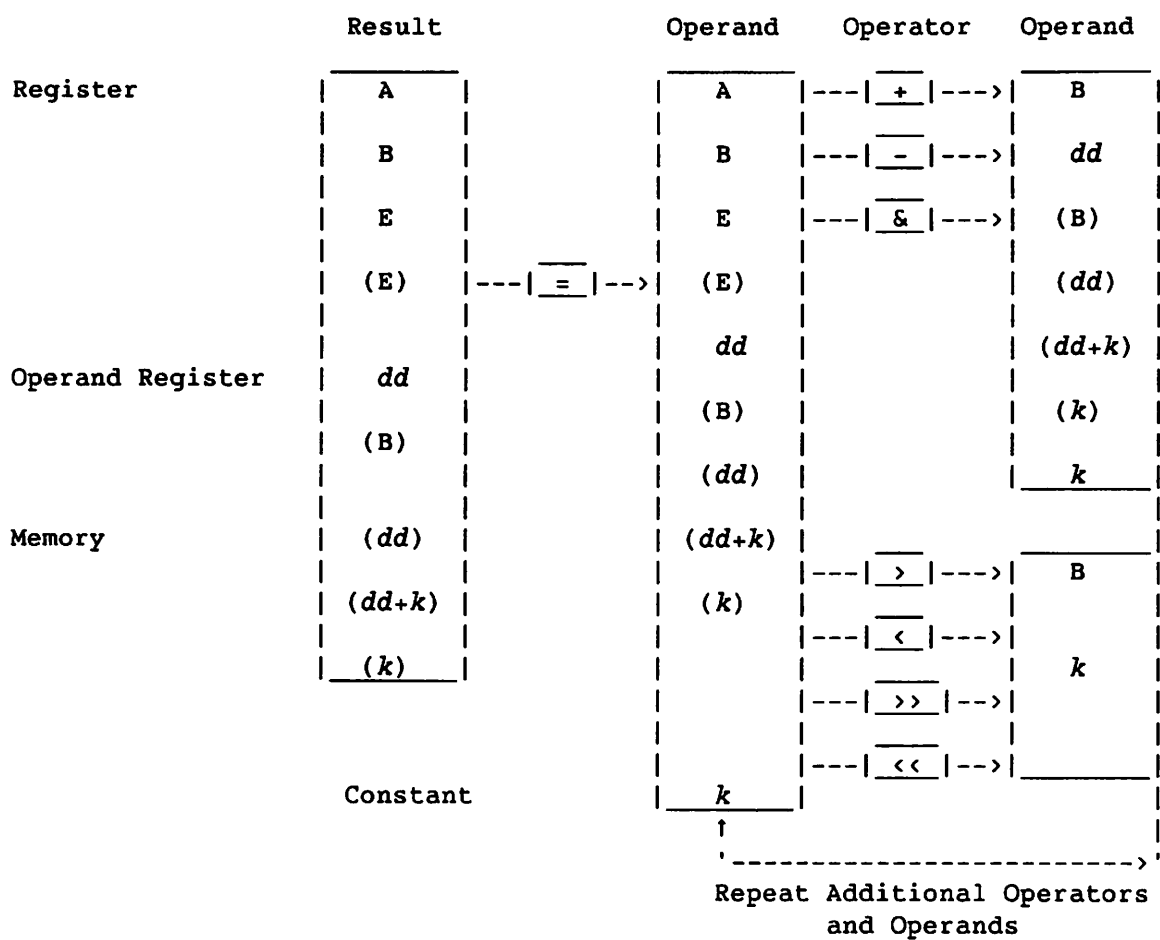 Result Operand Operator Operand
Register A A + B
B B - dd
E E & (B)
(E) = (E) (dd)
dd (dd+k)
Operand Register dd
(B) (B) (k)
(dd) k
Memory (dd) (dd+k)
> B
(dd+k) (k)
<
(k) k
>>
<<
Constant k
Repeat Additional Operators
and Operands